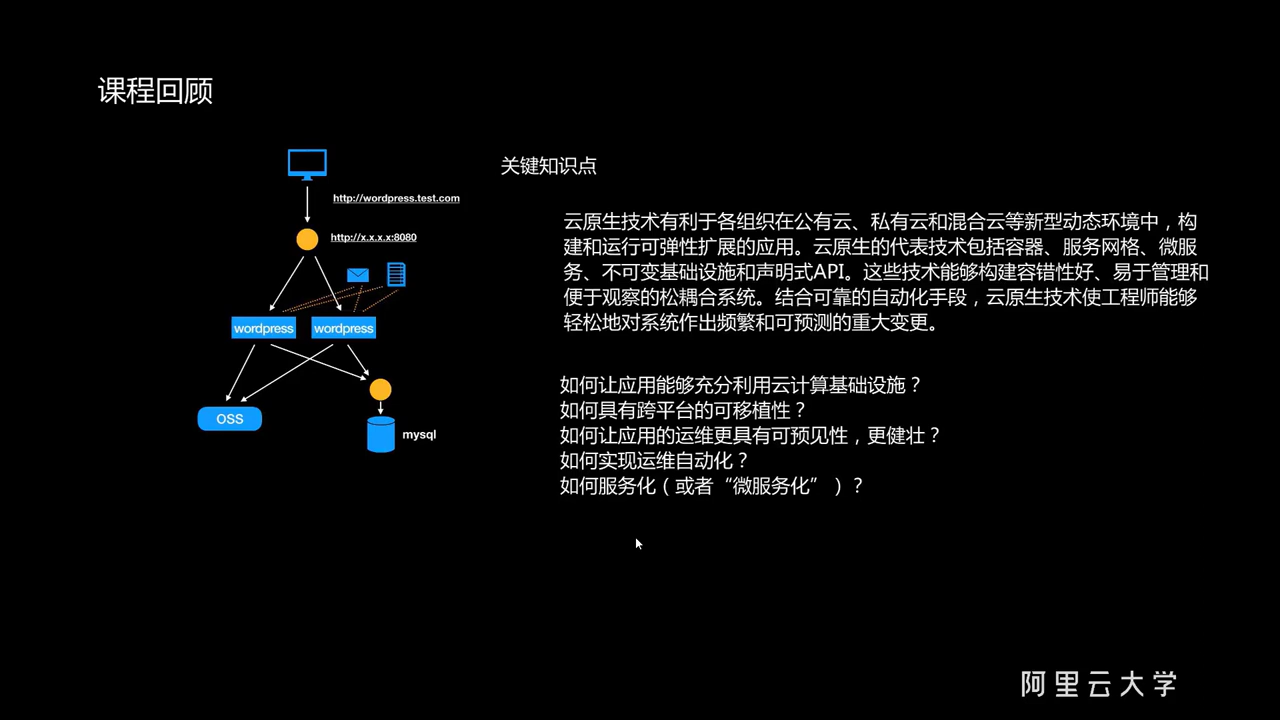 课程回顾
http://wordpress.test.com
http://x.x.x.x:8080
wordpress
wordpress
OSS
mysql
关键知识点
云原生技术有利于各组织在公有云、私有云和混合云等新型动态环境中，构
建和运行可弹性扩展的应用。云原生的代表技术包括容器、服务网格、微服
务、不可变基础设施和声明式API。这些技术能够构建容错性好、易于管理和
便于观察的松耦合系统。结合可靠的自动化手段，云原生技术使工程师能够
轻松地对系统作出频繁和可预测的重大变更。
如何让应用能够充分利用云计算基础设施？
如何具有跨平台的可移植性？
如何让应用的运维更具有可预见性，更健壮？
如何实现运维自动化？
如何服务化（或者“微服务化”）？
阿里云大学